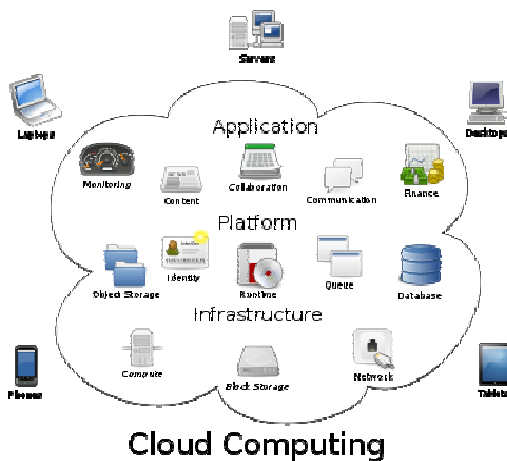 Servers
Laptops
Desktops
Application
Monitoring
Content
Collaboration
Communication
Finance
Platform
Object Storage
Identity
Runtime
Queue
Database
Infrastructure
Compute
Block Storage
Network
Phones
Tablets
Cloud Computing